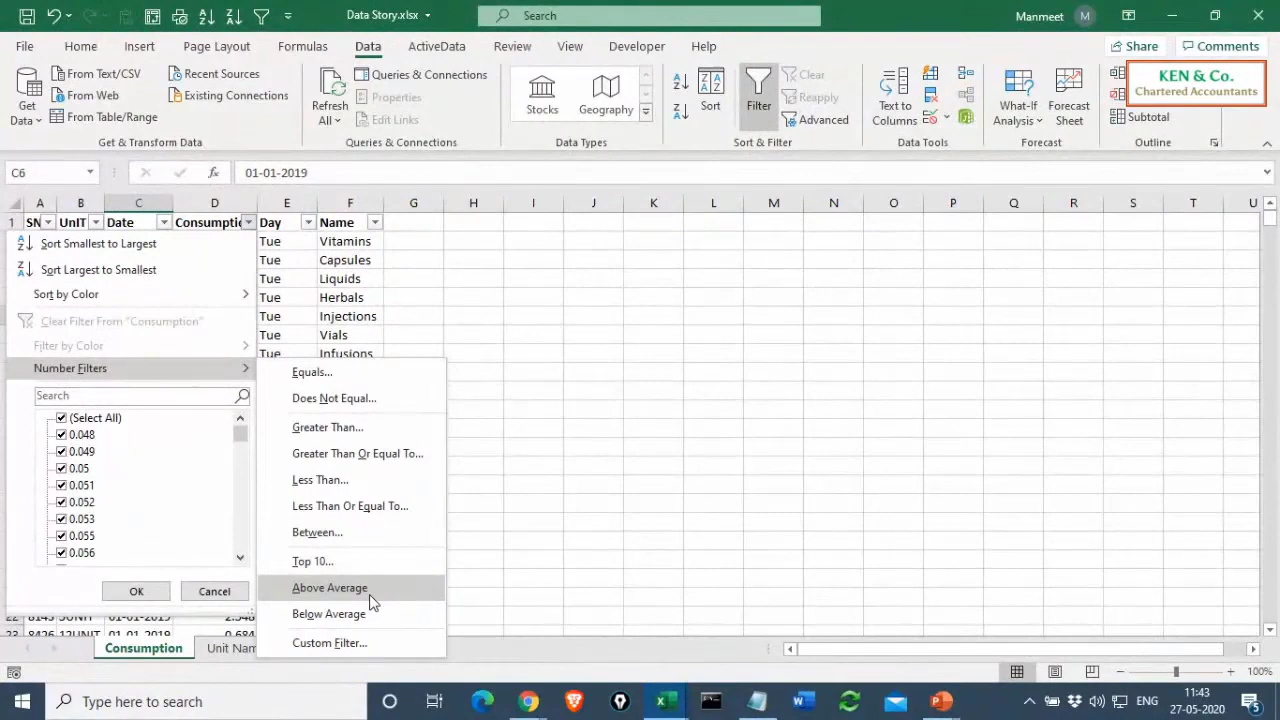 Data Story.xlsx
Search
Manmeet
M
File Home Insert Page Layout Formulas Data ActiveData Review View Developer Help
Share Comments
Get Data
From Text/CSV
From Web
From Table/Range
Recent Sources
Existing Connections
Get & Transform Data
Refresh All
Queries & Connections
Properties
Edit Links
Queries & Connections
Stocks
Geography
Data Types
Sort
Filter
Clear
Reapply
Advanced
Sort & Filter
Text to Columns
Data Tools
What-If Analysis
Forecast Sheet
Forecast
Subtotal
Outline
KEN & Co.
Chartered Accountants
C6
fx
01-01-2019
A B C D E F G H I J K L M N O P Q R S T U
1 SN UNIT Date Consumptic Day Name
Tue Vitamins
Tue Capsules
Tue Liquids
Tue Herbals
Tue Injections
Tue Vials
Tue Infusions
Sort Smallest to Largest
Sort Largest to Smallest
Sort by Color
Clear Filter From "Consumption"
Filter by Color
Number Filters
Search
(Select All)
0.048
0.049
0.05
0.051
0.052
0.053
0.055
0.056
OK Cancel
Equals...
Does Not Equal...
Greater Than...
Greater Than Or Equal To...
Less Than...
Less Than Or Equal To...
Between...
Top 10...
Above Average
Below Average
Custom Filter...
Consumption
Unit Nam
100%
Type here to search
ENG
11:43
27-05-2020
5